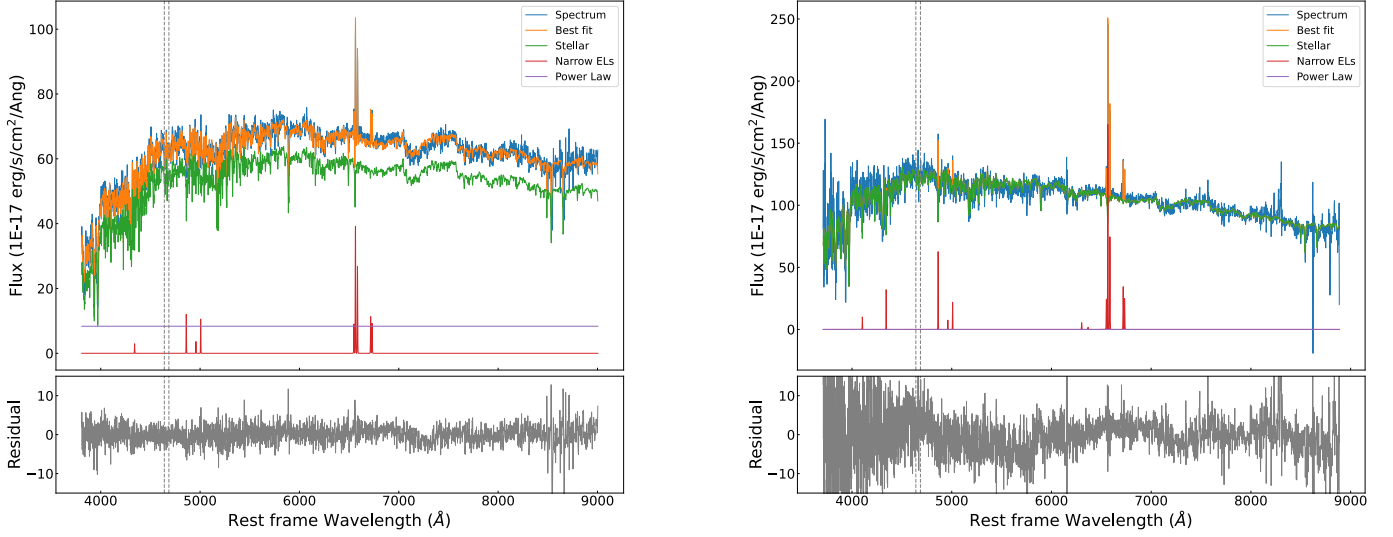 100
80
60
40
20
0
Flux (1E-17 erg/s/cm²/Ang)
Spectrum
Best fit
Stellar
Narrow ELs
Power Law
10
0
−10
Residual
4000 5000 6000 7000 8000 9000
Rest frame Wavelength (Å)
250
200
150
100
50
0
Flux (1E-17 erg/s/cm²/Ang)
Spectrum
Best fit
Stellar
Narrow ELs
Power Law
10
0
−10
Residual
4000 5000 6000 7000 8000 9000
Rest frame Wavelength (Å)